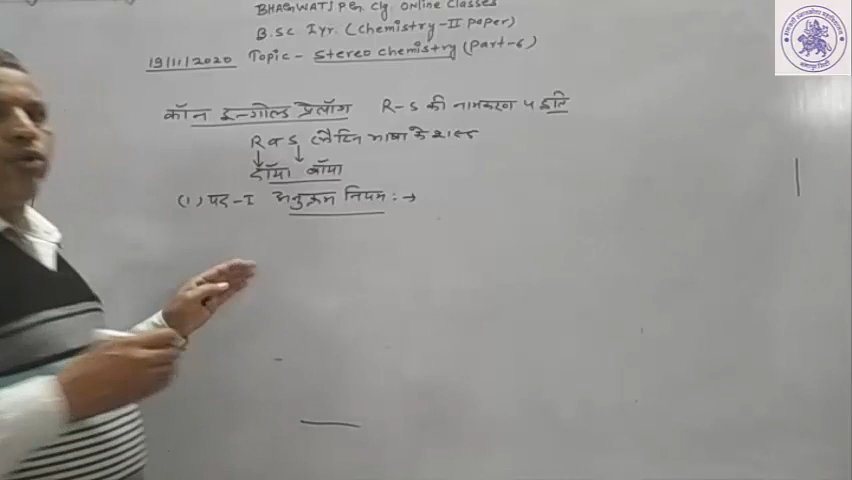 BHAGWATI P.G. Clg Online Classes
B.SC Iyr. (Chemistry-II paper)
19/11/2020 Topic- Stereo Chemistry (Part-6)
कॉन इन्गोल्ड प्रेलॉग R-S की नामकरण पद्धति
R व S लैटिन भाषा के शब्द
दाँया बाँया
(1) पद-I अनुक्रम नियम :→